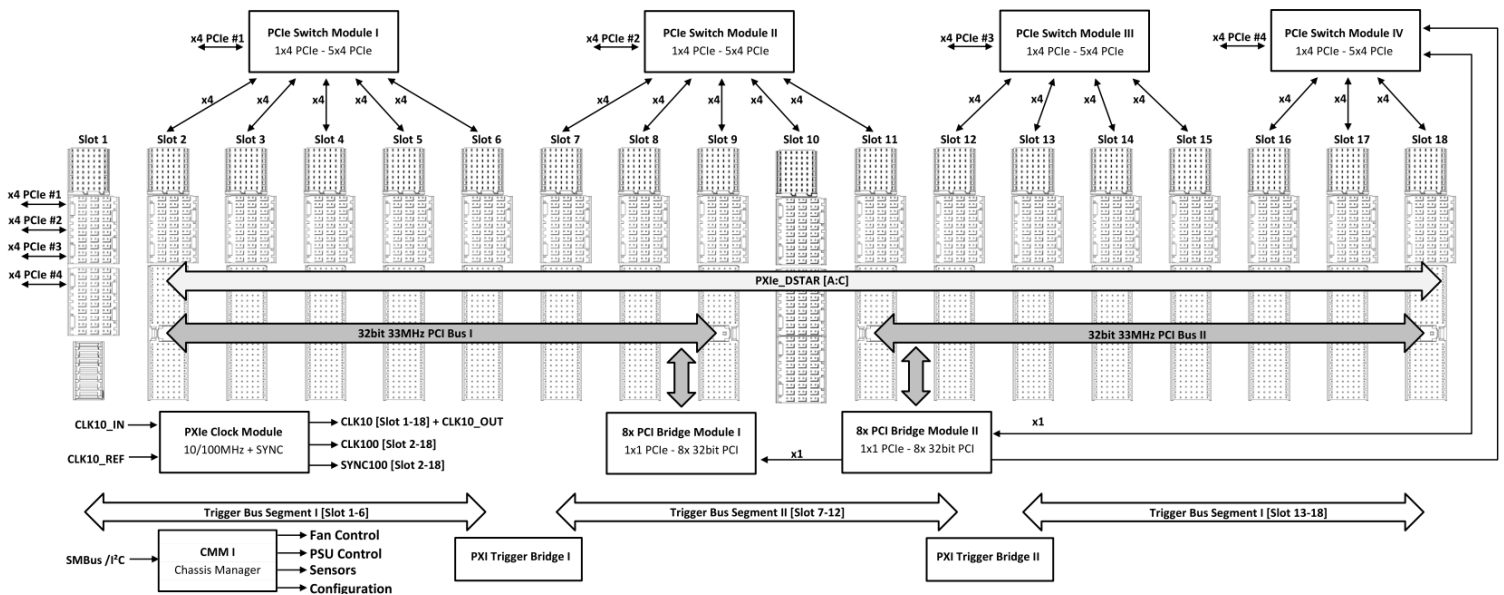 PCIe Switch Module I
1x4 PCIe - 5x4 PCIe
x4 PCIe #1
PCIe Switch Module II
1x4 PCIe - 5x4 PCIe
x4 PCIe #2
PCIe Switch Module III
1x4 PCIe - 5x4 PCIe
x4 PCIe #3
PCIe Switch Module IV
1x4 PCIe - 5x4 PCIe
x4 PCIe #4
x4 x4 x4 x4 x4
x4 x4 x4 x4 x4
x4 x4 x4 x4
x4 x4 x4
Slot 1 Slot 2 Slot 3 Slot 4 Slot 5 Slot 6 Slot 7 Slot 8 Slot 9 Slot 10 Slot 11 Slot 12 Slot 13 Slot 14 Slot 15 Slot 16 Slot 17 Slot 18
x4 PCIe #1
x4 PCIe #2
x4 PCIe #3
x4 PCIe #4
PXIe_DSTAR [A:C]
32bit 33MHz PCI Bus I
32bit 33MHz PCI Bus II
CLK10_IN
CLK10_REF
PXIe Clock Module
10/100MHz + SYNC
CLK10 [Slot 1-18] + CLK10_OUT
CLK100 [Slot 2-18]
SYNC100 [Slot 2-18]
8x PCI Bridge Module I
1x1 PCIe - 8x 32bit PCI
x1
8x PCI Bridge Module II
1x1 PCIe - 8x 32bit PCI
x1
Trigger Bus Segment I [Slot 1-6]
Trigger Bus Segment II [Slot 7-12]
Trigger Bus Segment I [Slot 13-18]
SMBus /I²C
CMM I
Chassis Manager
Fan Control
PSU Control
Sensors
Configuration
PXI Trigger Bridge I
PXI Trigger Bridge II